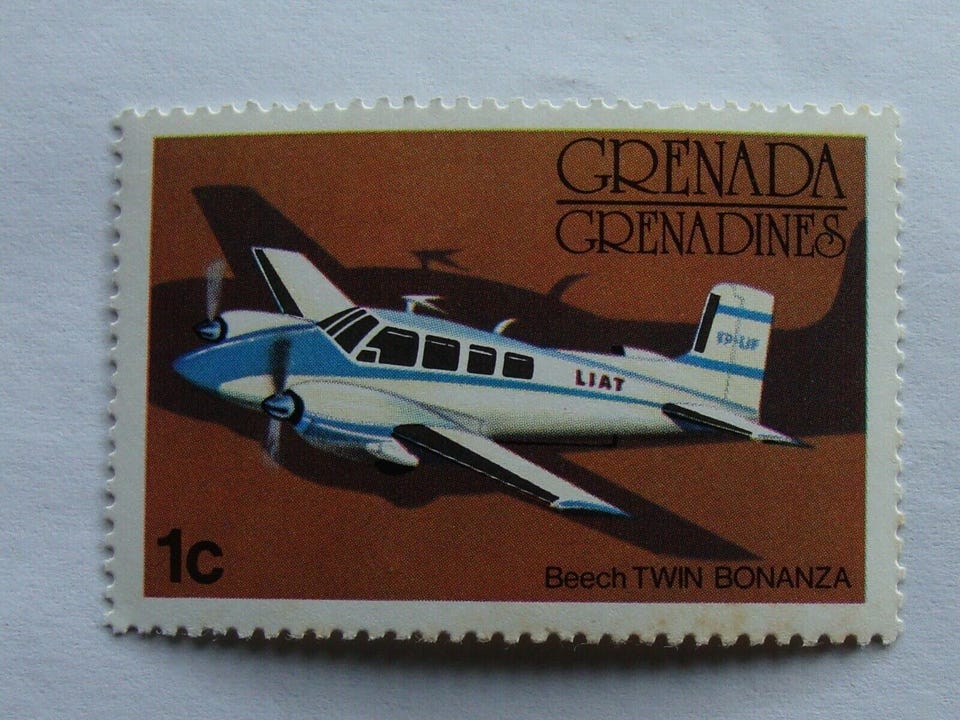 GRENADA
GRENADINES
LIAT
1c
Beech TWIN BONANZA